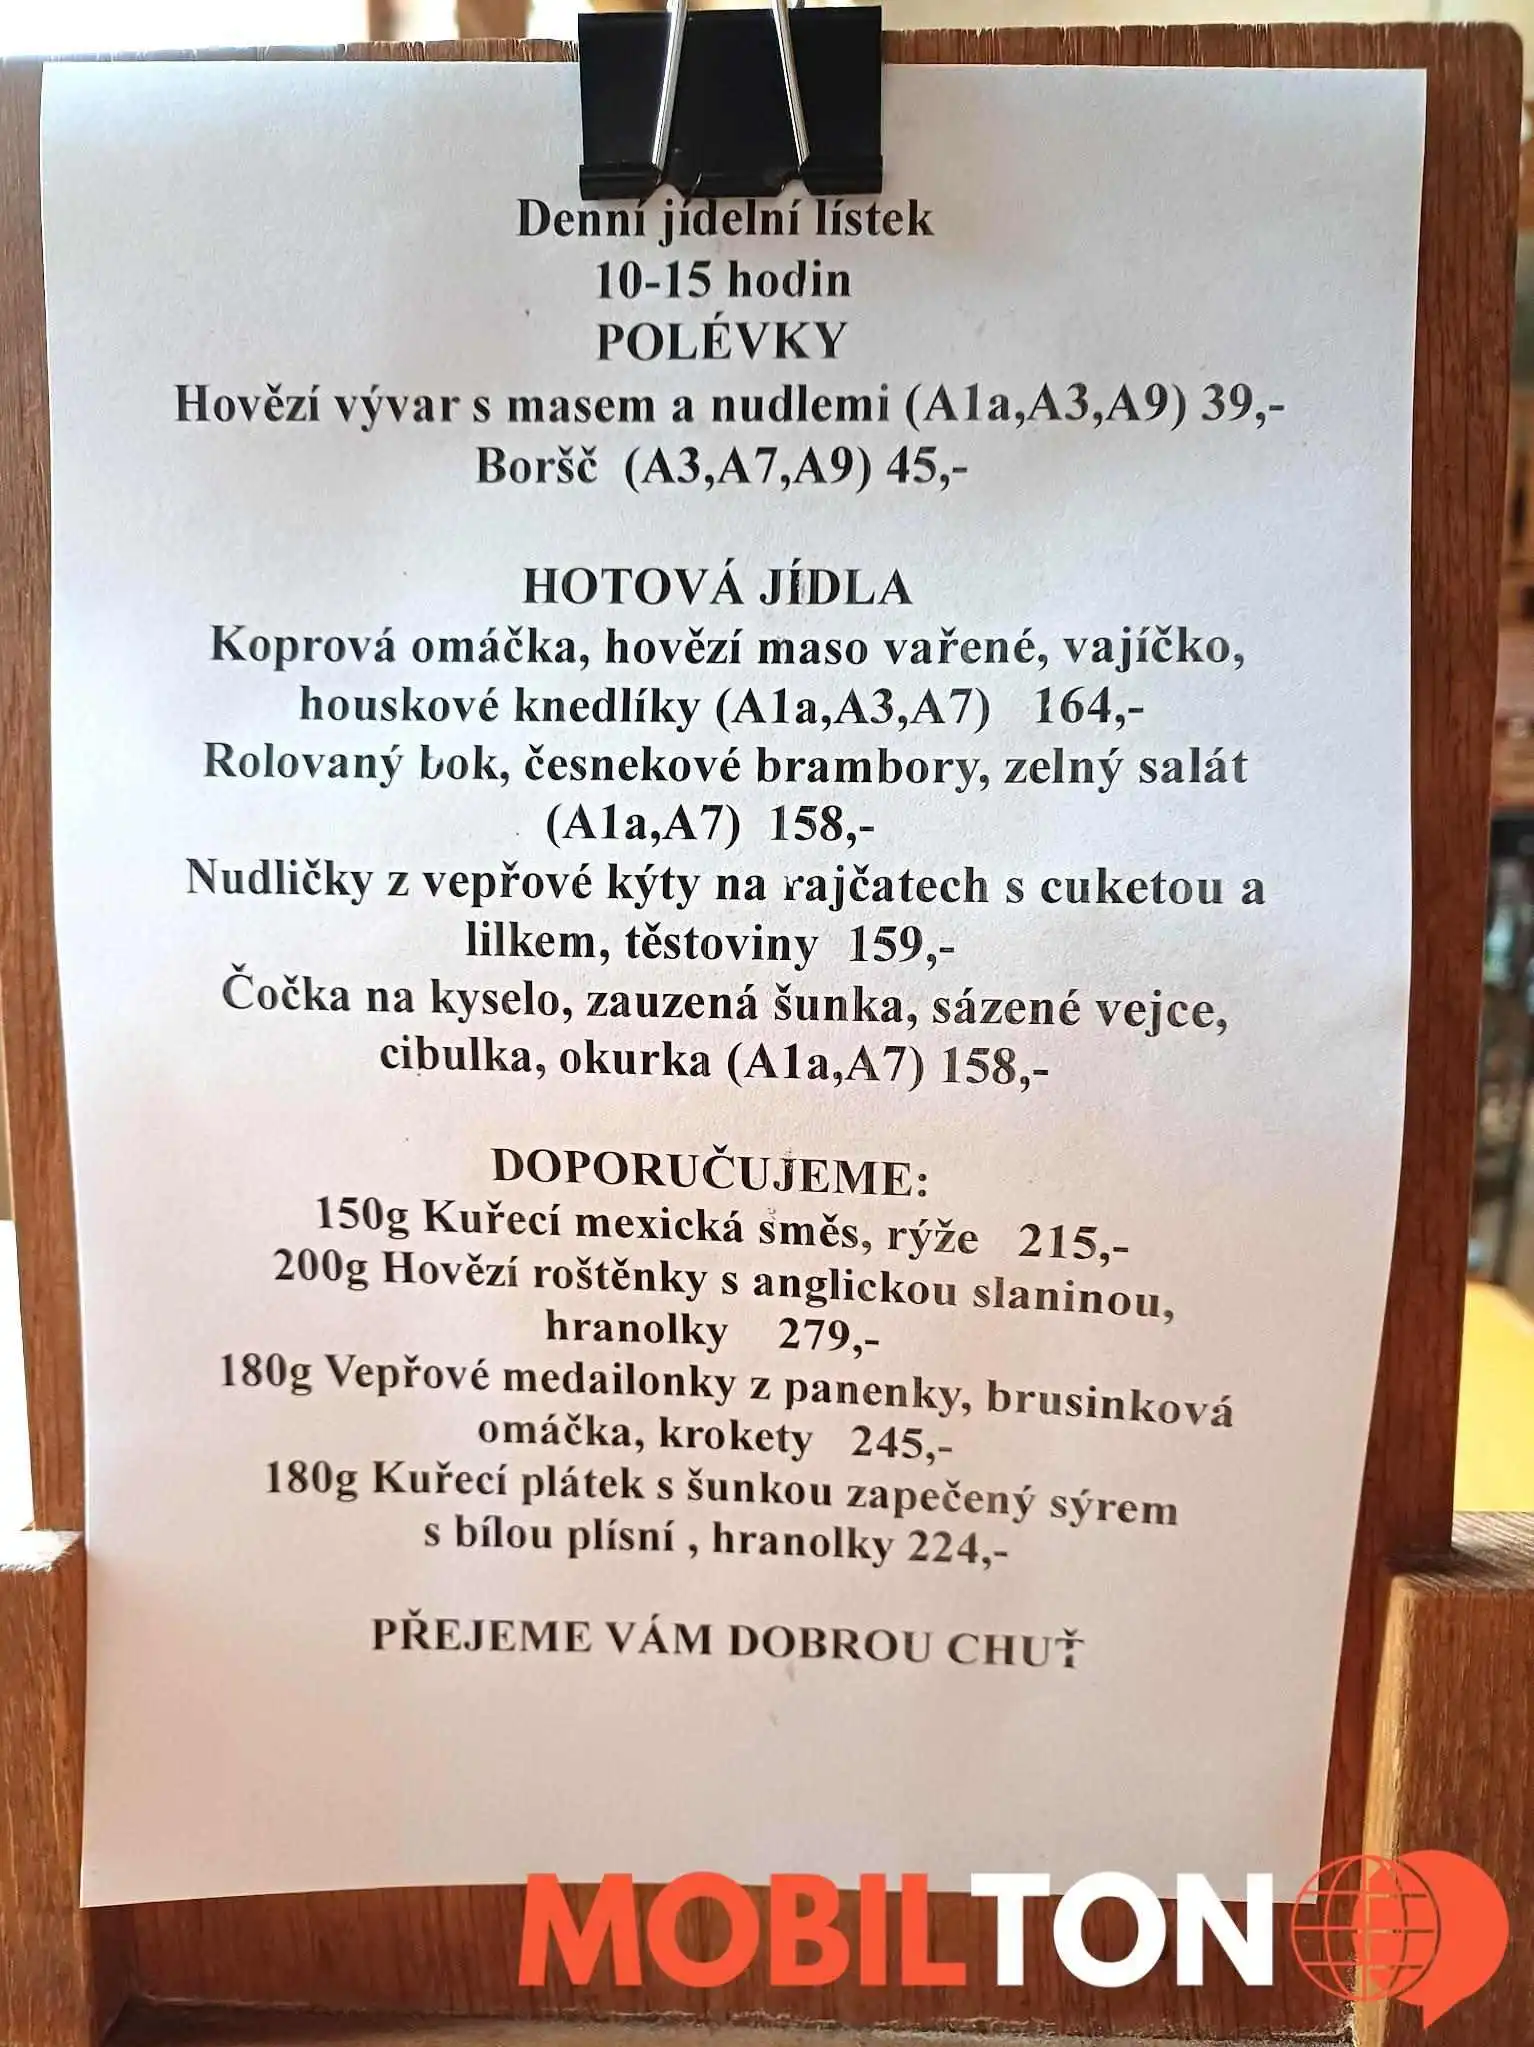 Denní jídelní lístek
10-15 hodin
POLÉVKY
Hovězí vývar s masem a nudlemi (A1a,A3,A9) 39,-
Boršč (A3,A7,A9) 45,-
HOTOVÁ JÍDLA
Koprová omáčka, hovězí maso vařené, vajíčko,
houskové knedlíky (A1a,A3,A7) 164,-
Rolovaný bok, česnekové brambory, zelný salát
(A1a,A7) 158,-
Nudličky z vepřové kýty na rajčatech s cuketou a
lilkem, těstoviny 159,-
Čočka na kyselo, zauzená šunka, sázené vejce,
cibulka, okurka (A1a,A7) 158,-
DOPORUČUJEME:
150g Kuřecí mexická směs, rýže 215,-
200g Hovězí roštěnky s anglickou slaninou,
hranolky 279,-
180g Vepřové medailonky z panenky, brusinková
omáčka, krokety 245,-
180g Kuřecí plátek s šunkou zapečený sýrem
s bílou plísní , hranolky 224,-
PŘEJEME VÁM DOBROU CHUŤ
MOBILTON